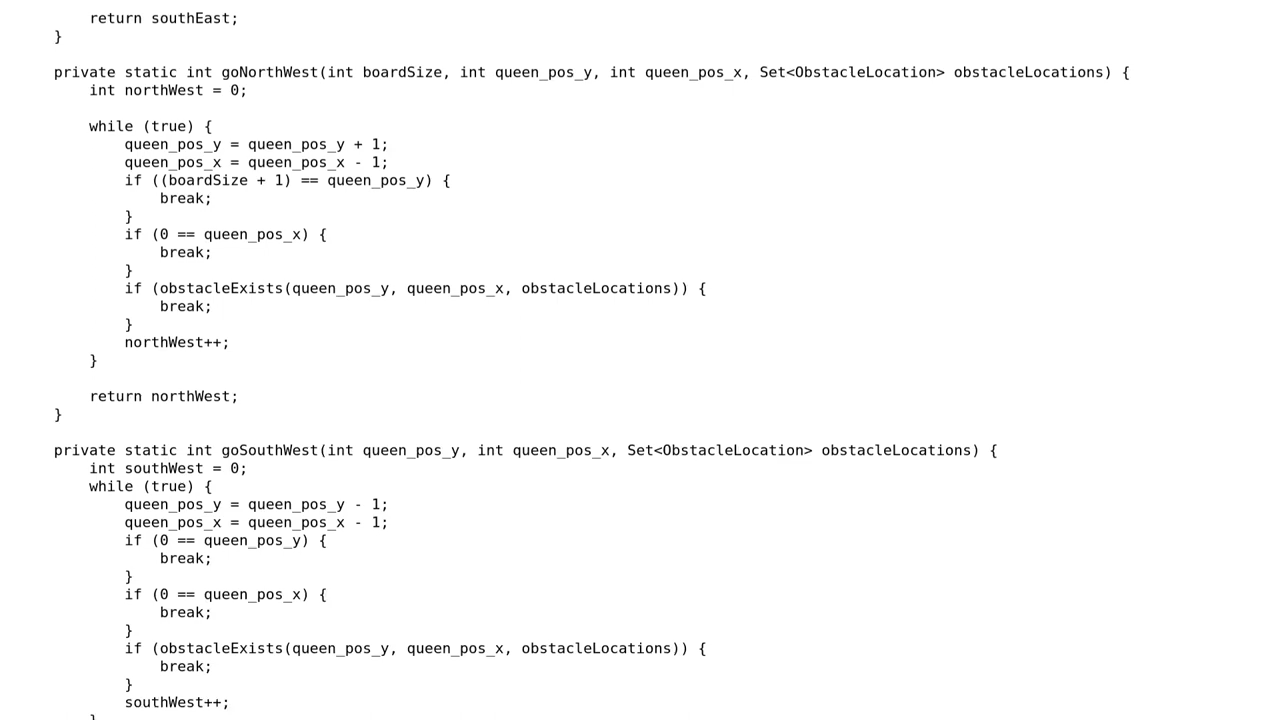 return southEast;
    }

    private static int goNorthWest(int boardSize, int queen_pos_y, int queen_pos_x, Set<ObstacleLocation> obstacleLocations) {
        int northWest = 0;

        while (true) {
            queen_pos_y = queen_pos_y + 1;
            queen_pos_x = queen_pos_x - 1;
            if ((boardSize + 1) == queen_pos_y) {
                break;
            }
            if (0 == queen_pos_x) {
                break;
            }
            if (obstacleExists(queen_pos_y, queen_pos_x, obstacleLocations)) {
                break;
            }
            northWest++;
        }

        return northWest;
    }

    private static int goSouthWest(int queen_pos_y, int queen_pos_x, Set<ObstacleLocation> obstacleLocations) {
        int southWest = 0;
        while (true) {
            queen_pos_y = queen_pos_y - 1;
            queen_pos_x = queen_pos_x - 1;
            if (0 == queen_pos_y) {
                break;
            }
            if (0 == queen_pos_x) {
                break;
            }
            if (obstacleExists(queen_pos_y, queen_pos_x, obstacleLocations)) {
                break;
            }
            southWest++;
        }